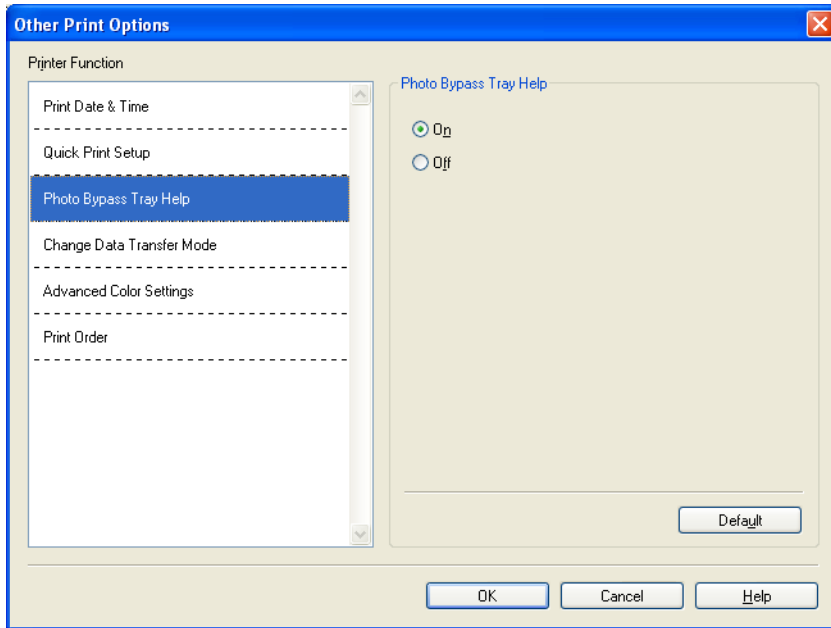 Other Print Options
Printer Function
Print Date & Time
Quick Print Setup
Photo Bypass Tray Help
Change Data Transfer Mode
Advanced Color Settings
Print Order
Photo Bypass Tray Help
On
Off
Default
OK
Cancel
Help